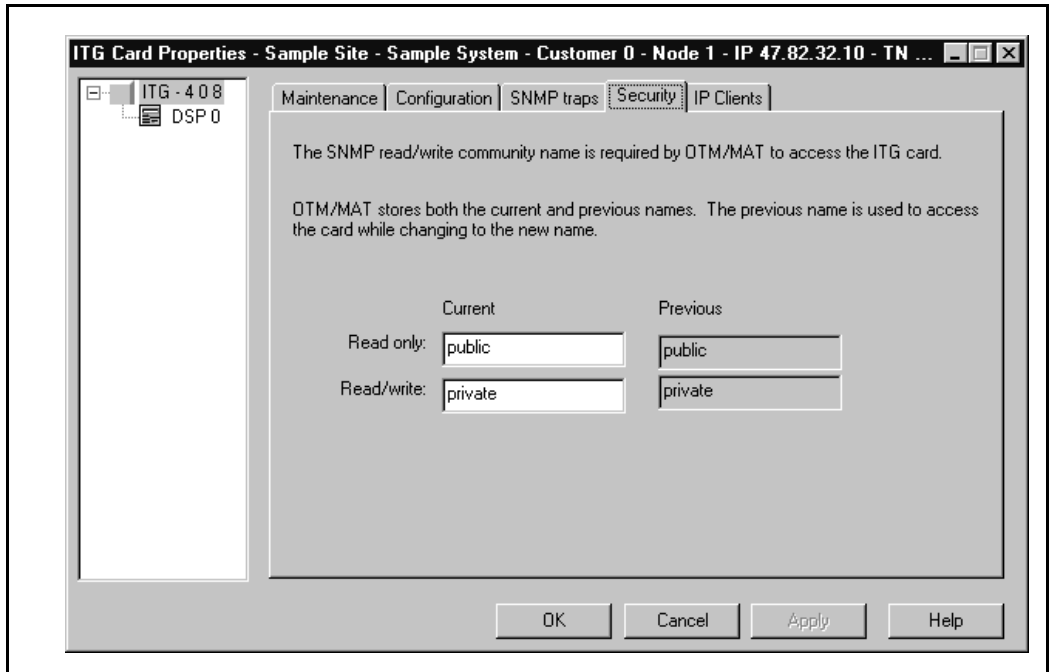 ITG Card Properties - Sample Site - Sample System - Customer 0 - Node 1 - IP 47.82.32.10 - TN ...
ITG - 4 0 8
DSP 0
Maintenance Configuration SNMP traps Security IP Clients
The SNMP read/write community name is required by OTM/MAT to access the ITG card.
OTM/MAT stores both the current and previous names. The previous name is used to access
the card while changing to the new name.
Current Previous
Read only: public public
Read/write: private private
OK Cancel Apply Help